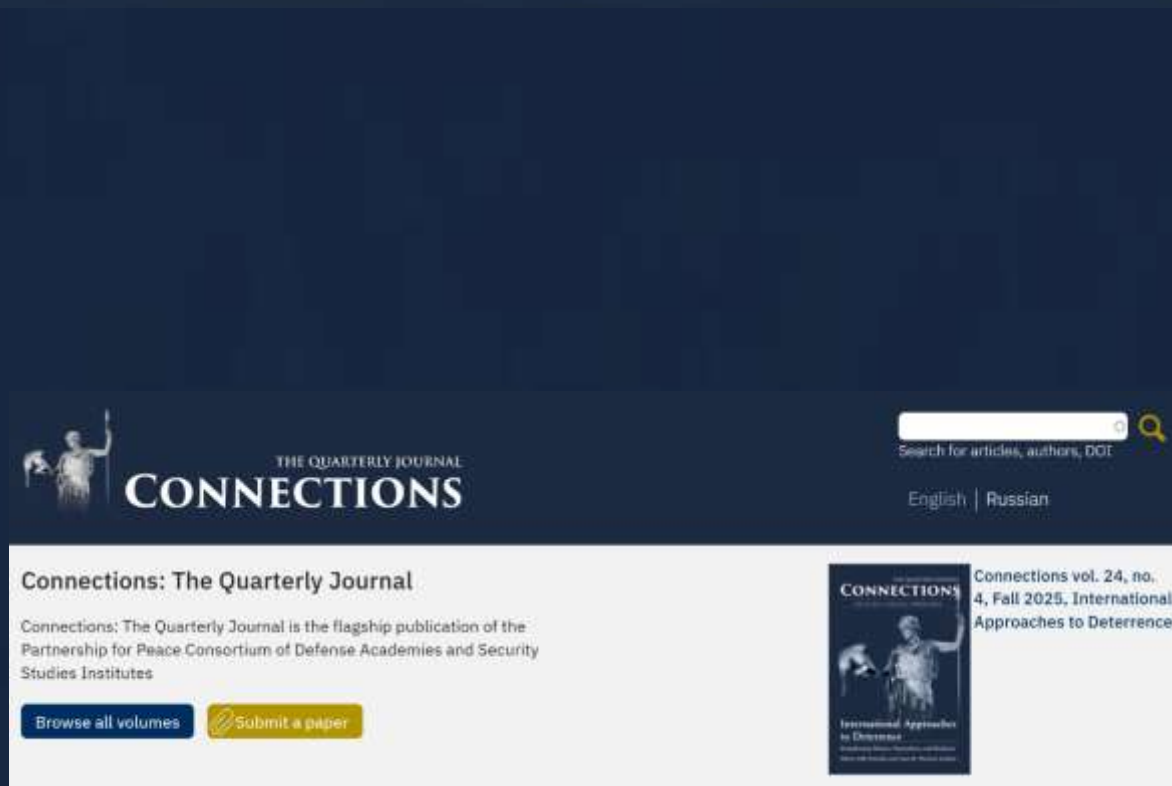 THE QUARTERLY JOURNAL
CONNECTIONS
Search for articles, authors, DOI
English | Russian
Connections: The Quarterly Journal
Connections: The Quarterly Journal is the flagship publication of the
Partnership for Peace Consortium of Defense Academies and Security
Studies Institutes
Browse all volumes
Submit a paper
CONNECTIONS
International Approaches
to Deterrence
Connections vol. 24, no.
4, Fall 2025, International
Approaches to Deterrence